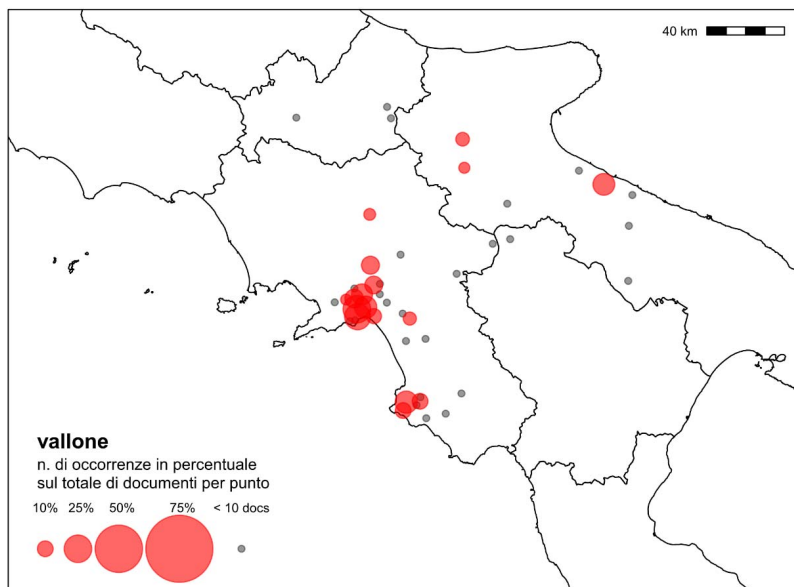 40 km
vallone
n. di occorrenze in percentuale
sul totale di documenti per punto
10% 25% 50% 75% < 10 docs